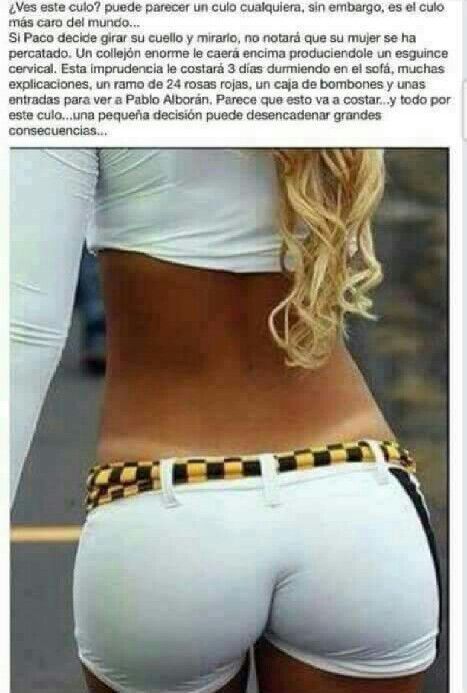 ¿Ves este culo? puede parecer un culo cualquiera, sin embargo, es el culo
más caro del mundo...
Si Paco decide girar su cuello y mirarlo, no notará que su mujer se ha
percatado. Un collejón enorme le caerá encima produciendole un esguince
cervical. Esta imprudencia le costará 3 días durmiendo en el sofá, muchas
explicaciones, un ramo de 24 rosas rojas, un caja de bombones y unas
entradas para ver a Pablo Alborán. Parece que esto va a costar...y todo por
este culo...una pequeña decisión puede desencadenar grandes
consecuencias...